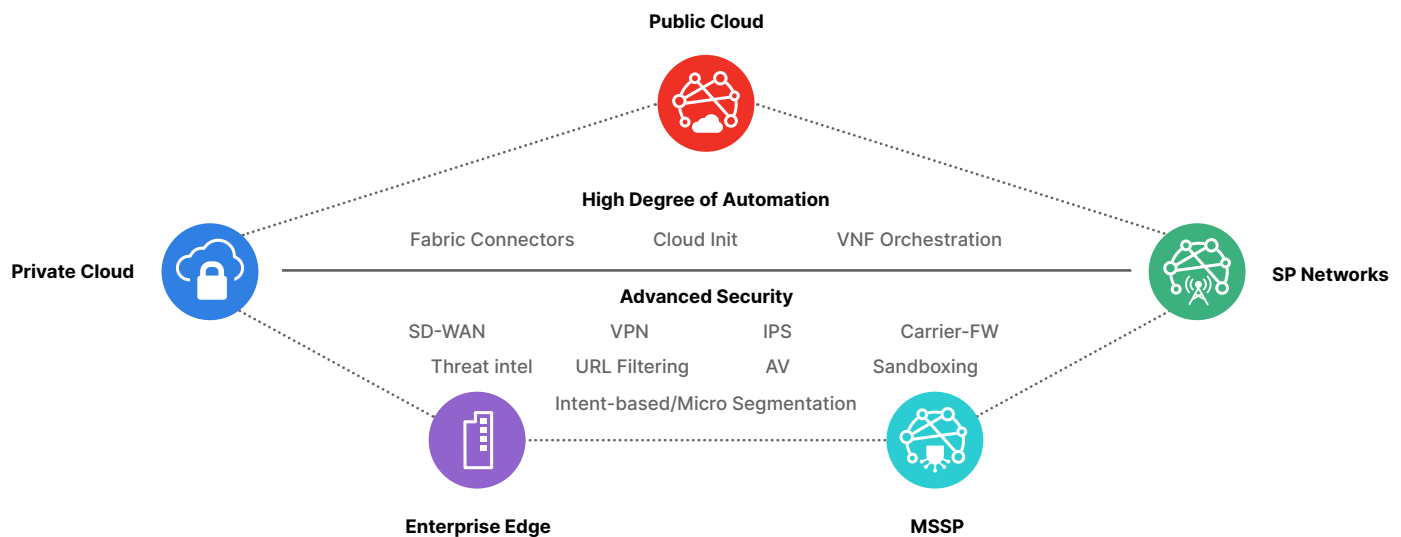 Public Cloud
High Degree of Automation
Fabric Connectors Cloud Init VNF Orchestration
Private Cloud
SP Networks
Advanced Security
SD-WAN VPN IPS Carrier-FW
Threat intel URL Filtering AV Sandboxing
Intent-based/Micro Segmentation
Enterprise Edge
MSSP